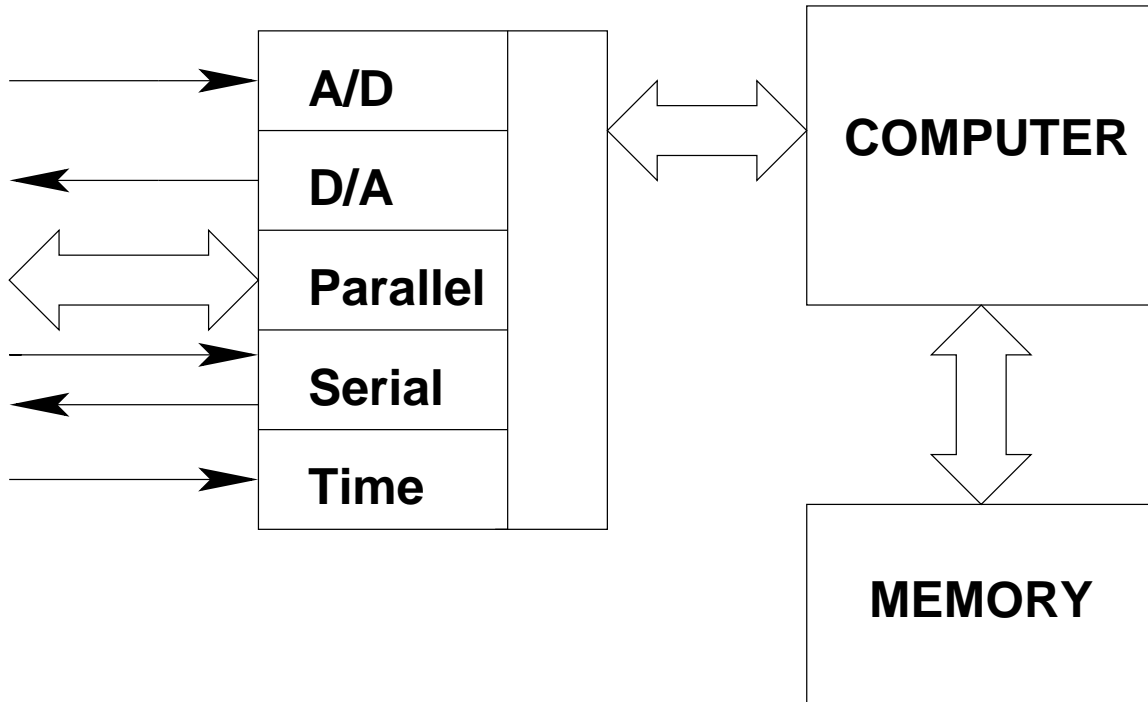 A/D
D/A
Parallel
Serial
Time
COMPUTER
MEMORY